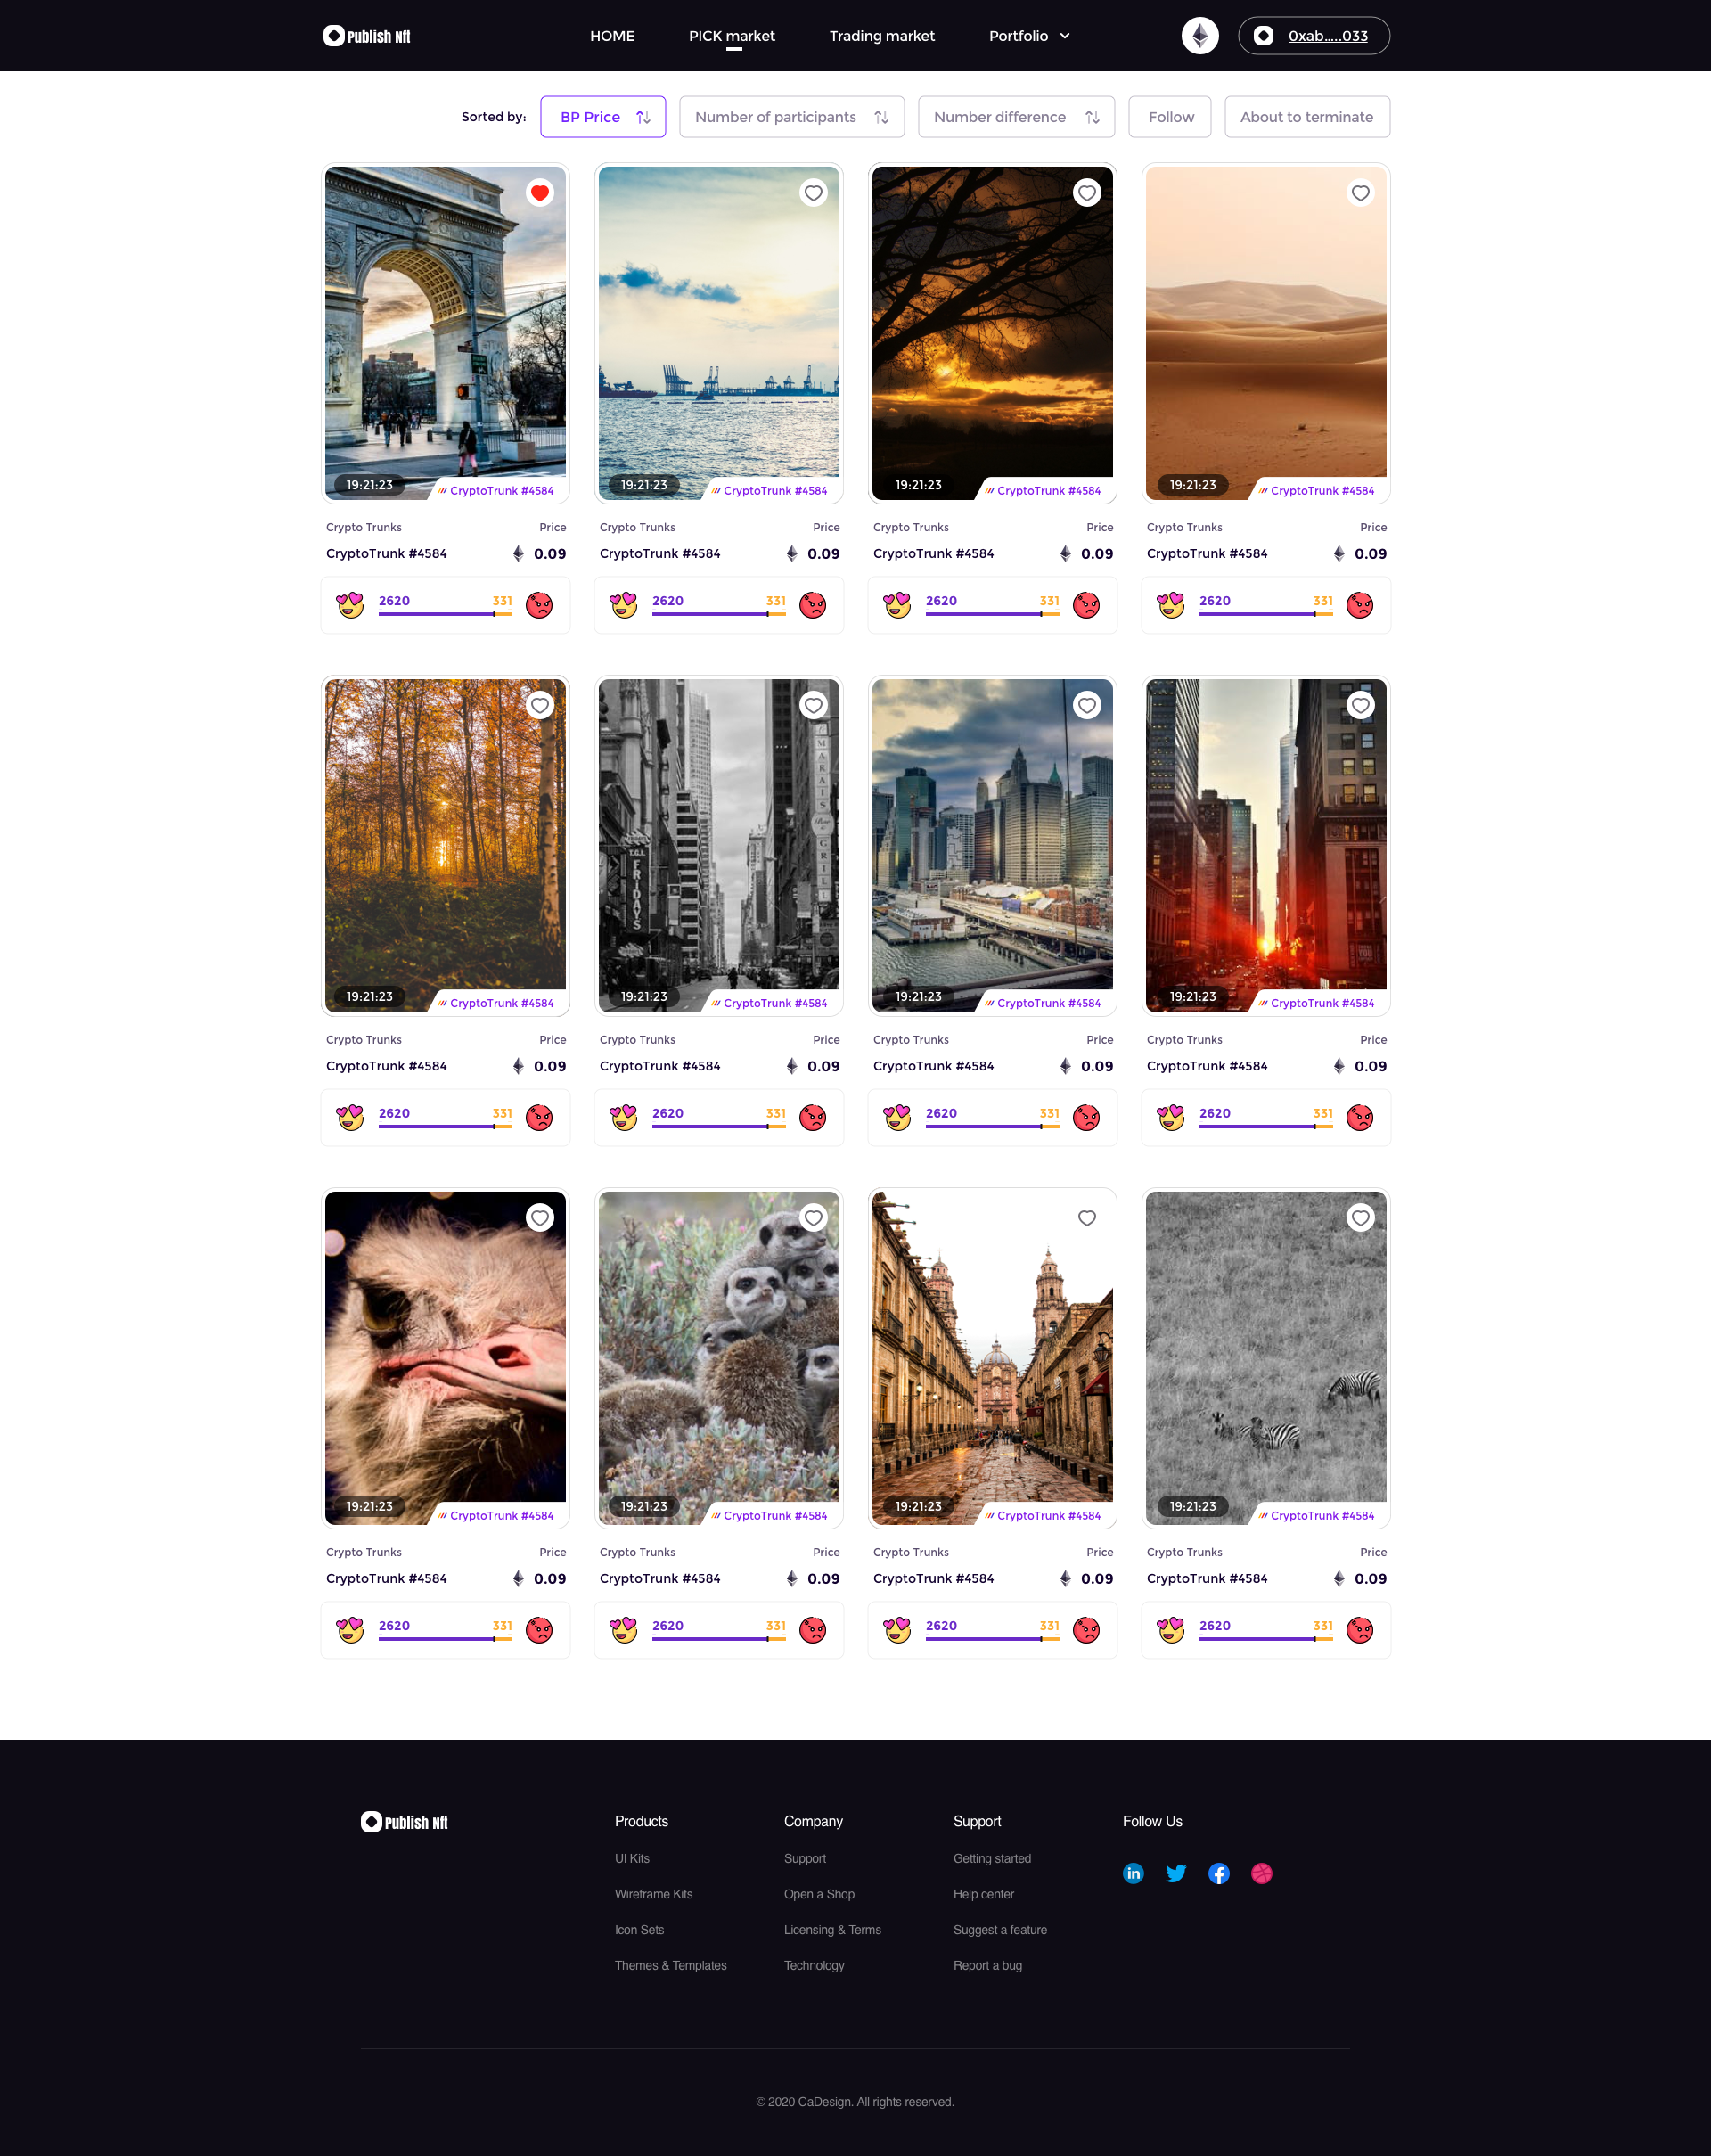 Publish Nft
HOME
PICK market
Trading market
Portfolio
0xab.....033
Sorted by:
BP Price
Number of participants
Number difference
Follow
About to terminate
19:21:23
CryptoTrunk #4584
19:21:23
CryptoTrunk #4584
19:21:23
CryptoTrunk #4584
19:21:23
CryptoTrunk #4584
Crypto Trunks Price
CryptoTrunk #4584 0.09
2620 331
Crypto Trunks Price
CryptoTrunk #4584 0.09
2620 331
Crypto Trunks Price
CryptoTrunk #4584 0.09
2620 331
Crypto Trunks Price
CryptoTrunk #4584 0.09
2620 331
MARAIS
Bar &
GRILL
T.G.I.
FRIDAYS
19:21:23
CryptoTrunk #4584
19:21:23
CryptoTrunk #4584
19:21:23
CryptoTrunk #4584
19:21:23
CryptoTrunk #4584
Crypto Trunks Price
CryptoTrunk #4584 0.09
2620 331
Crypto Trunks Price
CryptoTrunk #4584 0.09
2620 331
Crypto Trunks Price
CryptoTrunk #4584 0.09
2620 331
Crypto Trunks Price
CryptoTrunk #4584 0.09
2620 331
19:21:23
CryptoTrunk #4584
19:21:23
CryptoTrunk #4584
19:21:23
CryptoTrunk #4584
19:21:23
CryptoTrunk #4584
Crypto Trunks Price
CryptoTrunk #4584 0.09
2620 331
Crypto Trunks Price
CryptoTrunk #4584 0.09
2620 331
Crypto Trunks Price
CryptoTrunk #4584 0.09
2620 331
Crypto Trunks Price
CryptoTrunk #4584 0.09
2620 331
Publish Nft
Products
UI Kits
Wireframe Kits
Icon Sets
Themes & Templates
Company
Support
Open a Shop
Licensing & Terms
Technology
Support
Getting started
Help center
Suggest a feature
Report a bug
Follow Us
© 2020 CaDesign. All rights reserved.